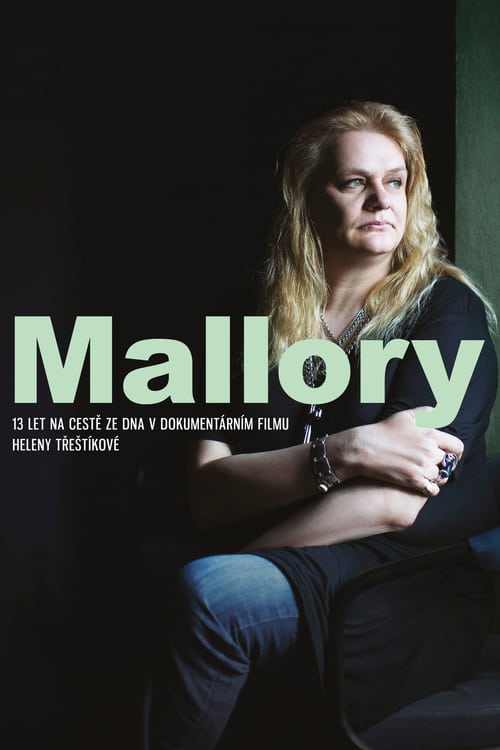 Mallory
13 LET NA CESTĚ ZE DNA V DOKUMENTÁRNÍM FILMU
HELENY TŘEŠTÍKOVÉ